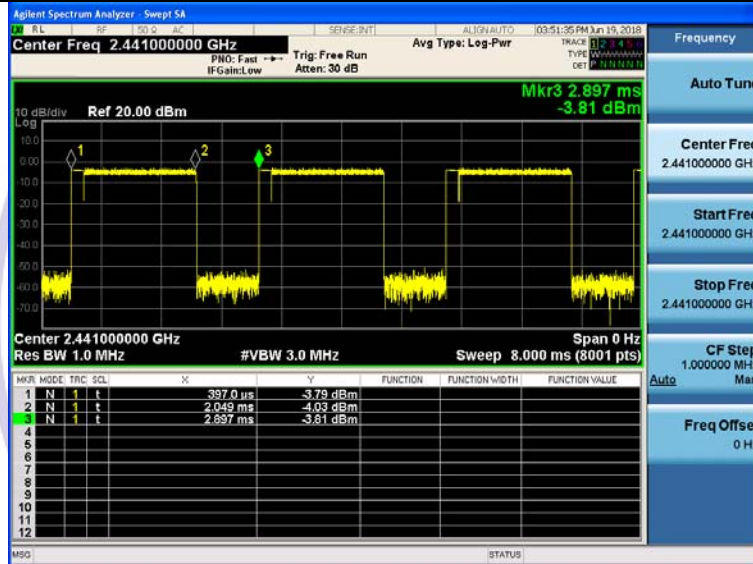 Agilent Spectrum Analyzer - Swept SA
RL RF 50 Ω AC SENSE:INT ALIGN AUTO 03:51:35 PM Jun 19, 2018
Center Freq 2.441000000 GHz
PNO: Fast
IFGain:Low
Trig: Free Run
Atten: 30 dB
Avg Type: Log-Pwr
TRACE 1 2 3 4 5 6
TYPE
DET P N N N N N
Mkr3 2.897 ms
-3.81 dBm
10 dB/div Ref 20.00 dBm
Log
10.0
0.00
-10.0
-20.0
-30.0
-40.0
-50.0
-60.0
-70.0
1
2
3
Center 2.441000000 GHz Span 0 Hz
Res BW 1.0 MHz #VBW 3.0 MHz Sweep 8.000 ms (8001 pts)
MKR MODE TRC SCL X Y FUNCTION FUNCTION WIDTH FUNCTION VALUE
1 N 1 t 397.0 us -3.79 dBm
2 N 1 t 2.049 ms -4.03 dBm
3 N 1 t 2.897 ms -3.81 dBm
4
5
6
7
8
9
10
11
12
MSG STATUS
Frequency
Auto Tun
Center Fre
2.441000000 GH
Start Fre
2.441000000 GH
Stop Fre
2.441000000 GH
CF Step
1.000000 MH
Auto Ma
Freq Offse
0 H